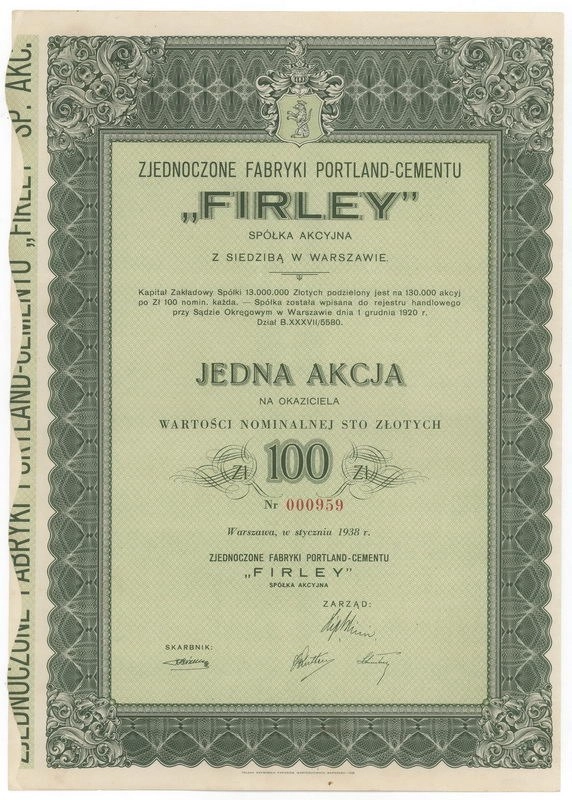 ZJEDNOCZONE FABRYKI PORTLAND-CEMENTU
„FIRLEY”
SPÓŁKA AKCYJNA
Z SIEDZIBĄ W WARSZAWIE.
Kapitał Zakładowy Spółki 13.000.000 Złotych podzielony jest na 130.000 akcyj
po Zł 100 nomin. każda. — Spółka została wpisana do rejestru handlowego
przy Sądzie Okręgowym w Warszawie dnia 1 grudnia 1920 r.
Dział B.XXXVII/5580.
JEDNA AKCJA
NA OKAZICIELA
WARTOŚCI NOMINALNEJ STO ZŁOTYCH
Zł 100 Zł
Nr 000959
Warszawa, w styczniu 1938 r.
ZJEDNOCZONE FABRYKI PORTLAND-CEMENTU
„FIRLEY”
SPÓŁKA AKCYJNA
ZARZĄD:
SKARBNIK:
ZJEDNOCZONE FABRYKI PORTLAND-CEMENTU „FIRLEY” SP. AKC.